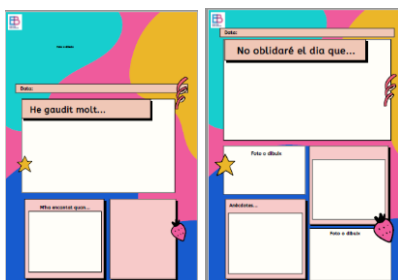 Data:
He gaudit molt...
M'ha encantat quan...
Data:
No oblidaré el dia que...
Foto o dibuix
Anècdotes...
Foto o dibuix